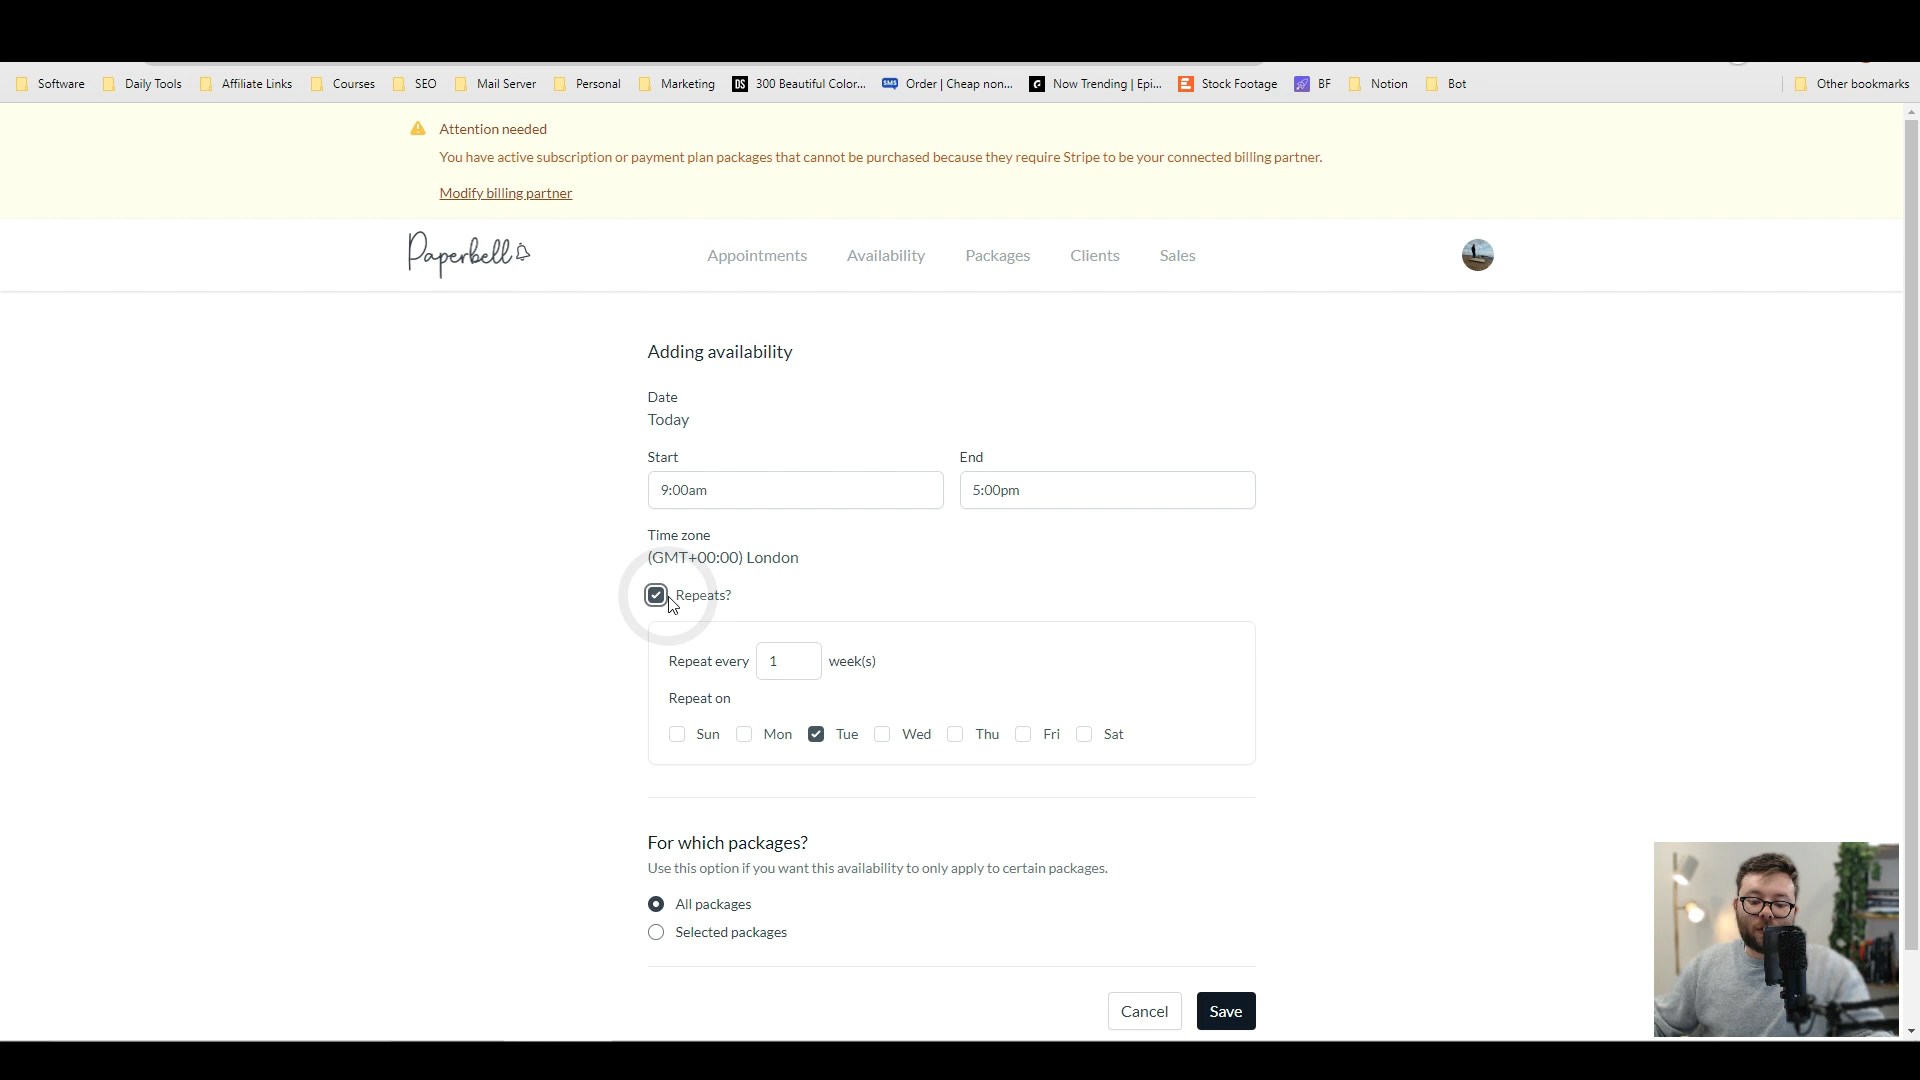 Software Daily Tools Affiliate Links Courses SEO Mail Server Personal Marketing DS 300 Beautiful Color... SMS Order | Cheap non... Now Trending | Epi... Stock Footage BF Notion Bot Other bookmarks
Attention needed
You have active subscription or payment plan packages that cannot be purchased because they require Stripe to be your connected billing partner.
Modify billing partner
Paperbell Appointments Availability Packages Clients Sales
Adding availability
Date
Today
Start End
9:00am 5:00pm
Time zone
(GMT+00:00) London
Repeats?
Repeat every 1 week(s)
Repeat on
Sun Mon Tue Wed Thu Fri Sat
For which packages?
Use this option if you want this availability to only apply to certain packages.
All packages
Selected packages
Cancel Save